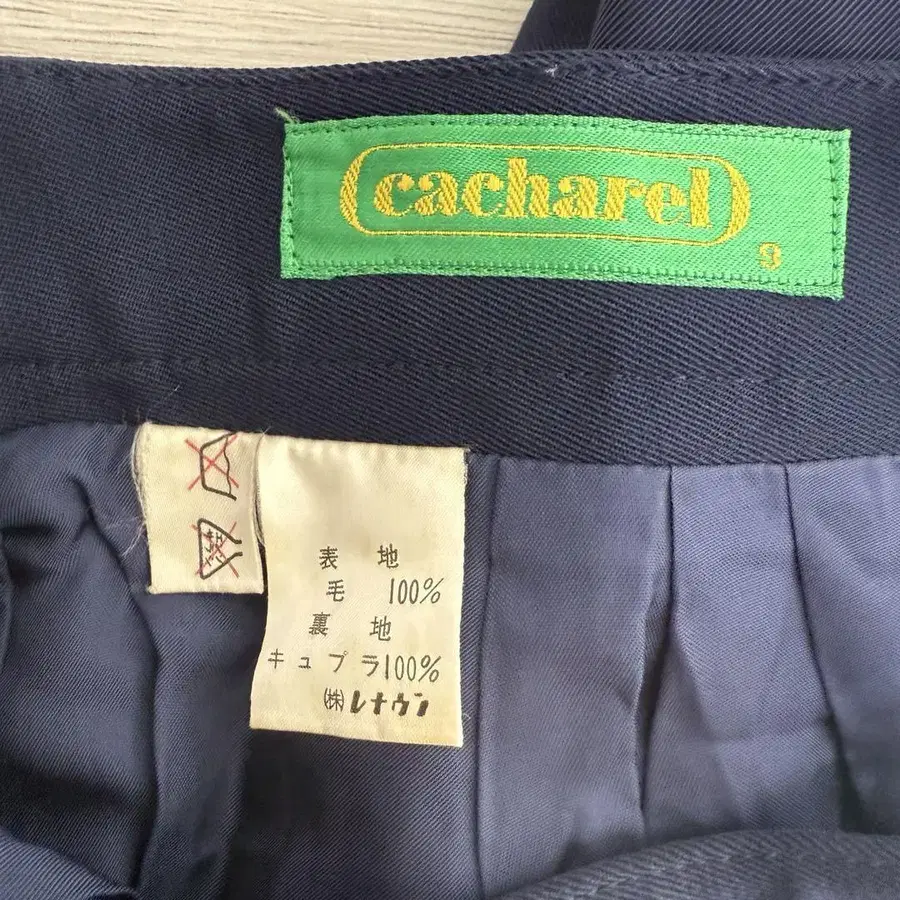 cacharel
9
表地
毛 100%
裏地
キュプラ100%
(株)レナウン